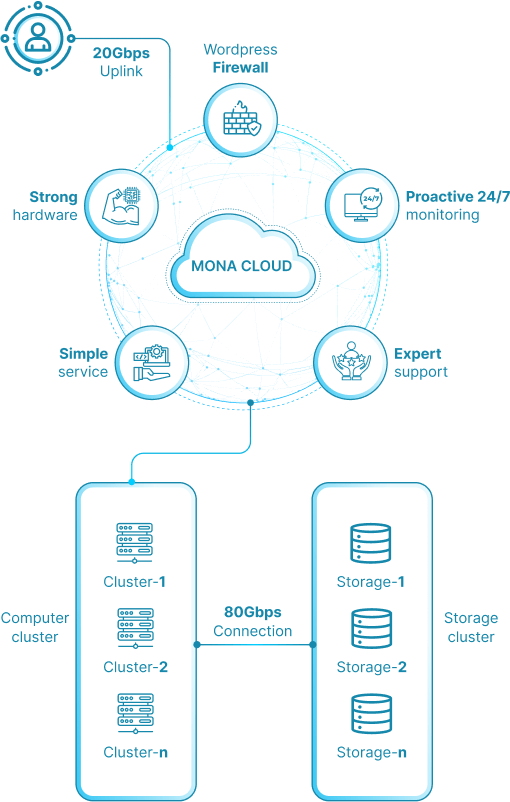 20Gbps
Uplink
Wordpress
Firewall
Strong
hardware
24/7
Proactive 24/7
monitoring
MONA CLOUD
Simple
service
Expert
support
Computer
cluster
Cluster-1
Cluster-2
Cluster-n
80Gbps
Connection
Storage-1
Storage-2
Storage-n
Storage
cluster